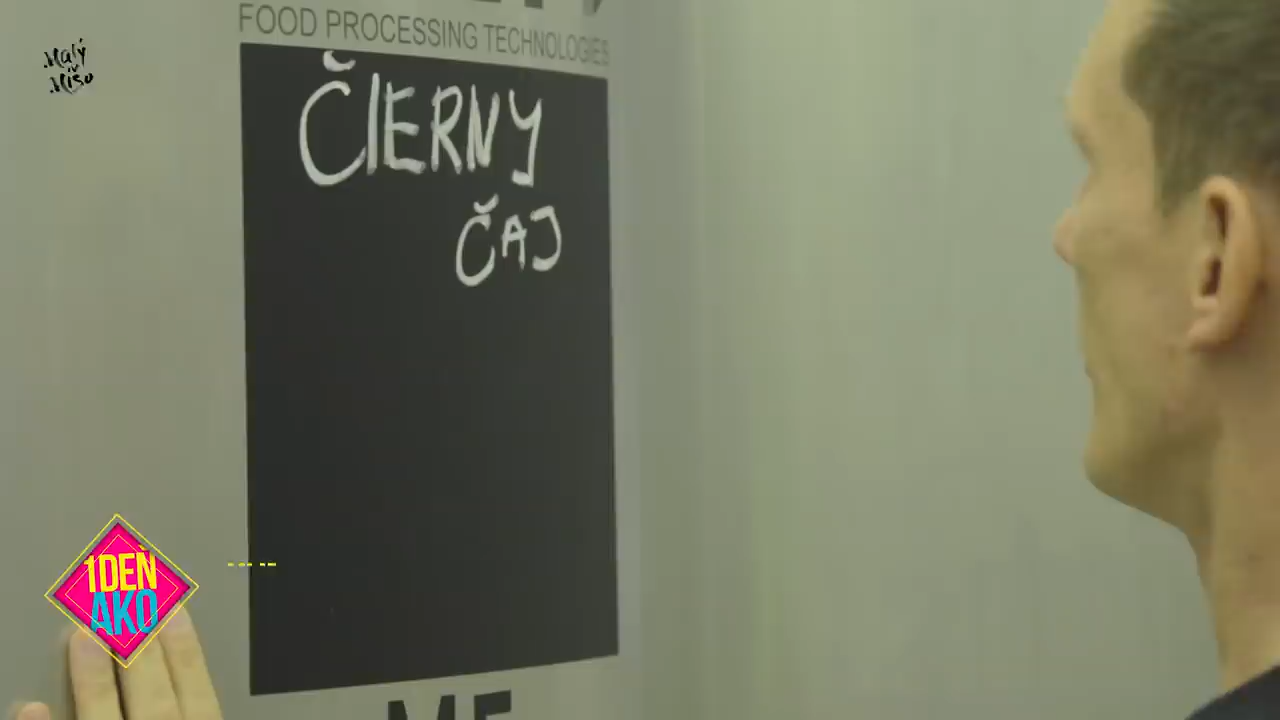 Malý
Mišo
FOOD PROCESSING TECHNOLOGIES
ČIERNY
ČAJ
1DEŇ
AKO